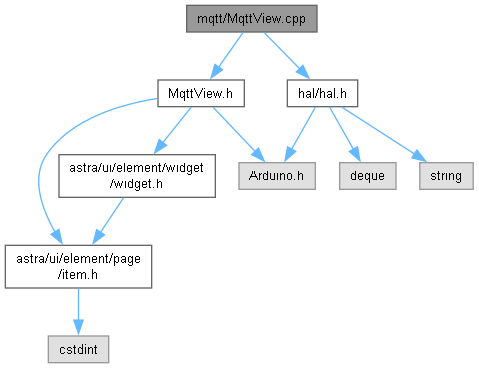 mqtt/MqttView.cpp
MqttView.h
hal/hal.h
astra/ui/element/widget
/widget.h
Arduino.h
deque
string
astra/ui/element/page
/item.h
cstdint